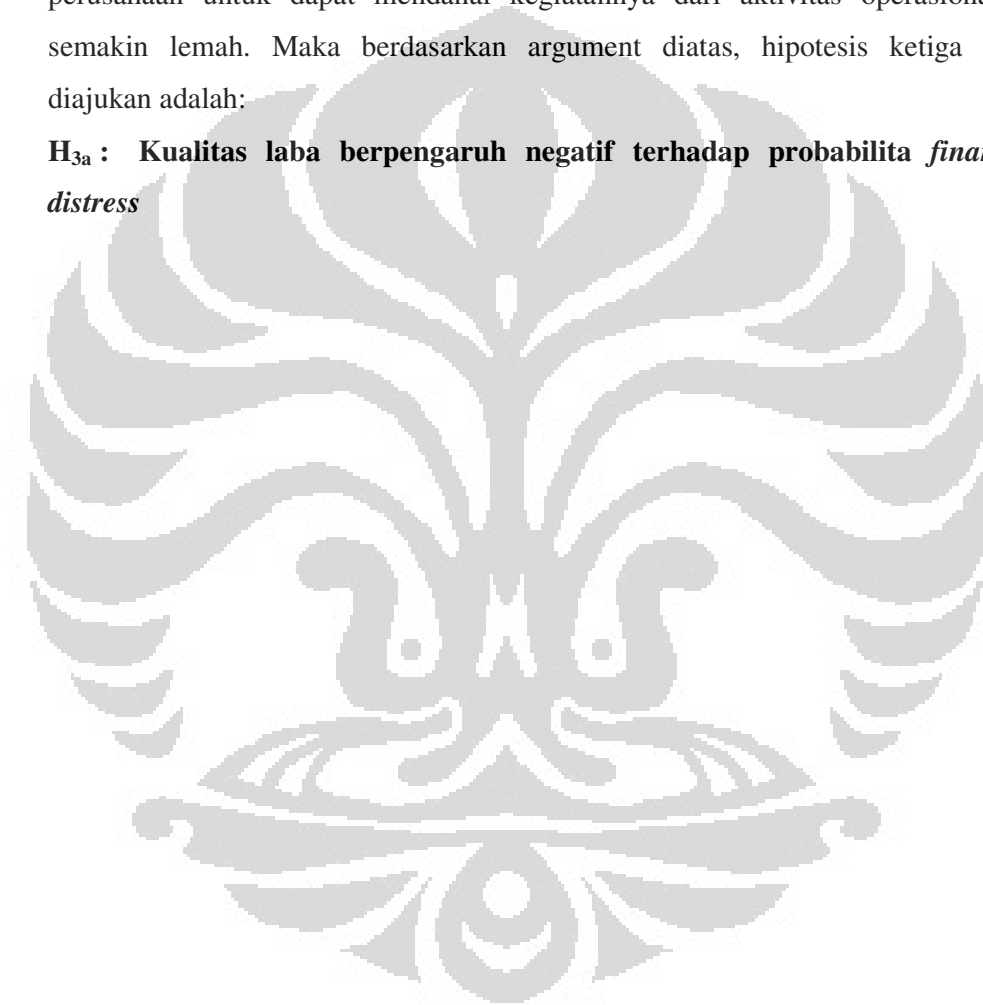 perusahaan untuk dapat mendanai kegiatannya dari aktivitas operasiona
semakin lemah. Maka berdasarkan argument diatas, hipotesis ketiga
diajukan adalah:
H3a : Kualitas laba berpengaruh negatif terhadap probabilita finan
distress